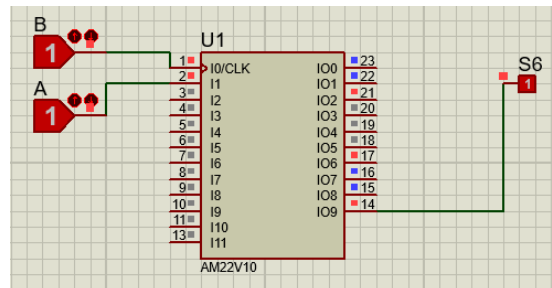 B
1
A
1
U1
1 I0/CLK IO0 23
2 I1 IO1 22
3 I2 IO2 21
4 I3 IO3 20
5 I4 IO4 19
6 I5 IO5 18
7 I6 IO6 17
8 I7 IO7 16
9 I8 IO8 15
10 I9 IO9 14
11 I10
13 I11
AM22V10
S6
1